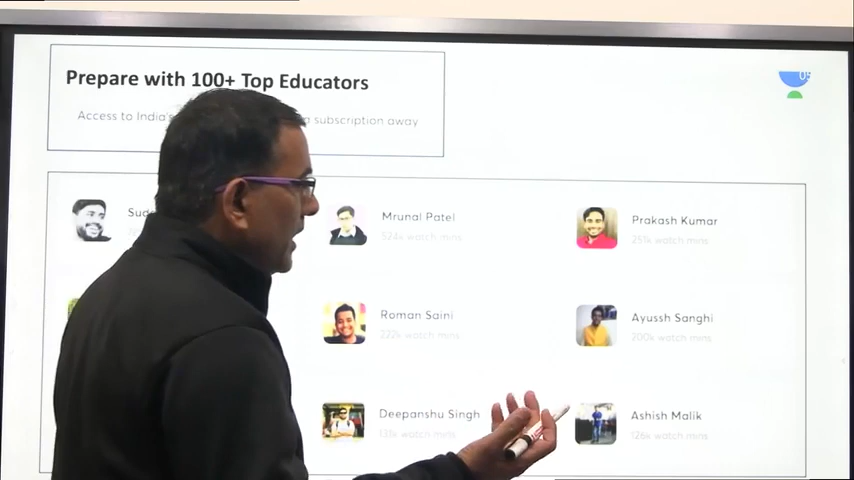 Prepare with 100+ Top Educators
Access to India's
a subscription away
Mrunal Patel
524k watch mins
Prakash Kumar
251k watch mins
Roman Saini
222k watch mins
Ayussh Sanghi
200k watch mins
Deepanshu Singh
Ashish Malik
126k watch mins